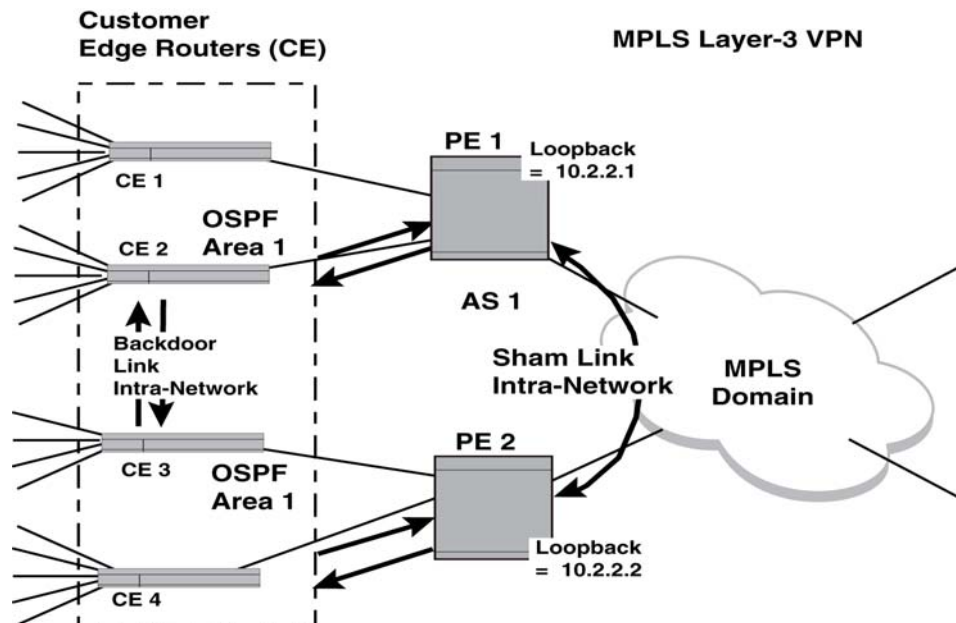 Customer
Edge Routers (CE)
MPLS Layer-3 VPN
PE 1
Loopback
= 10.2.2.1
CE 1
OSPF
Area 1
CE 2
AS 1
Backdoor
Link
Intra-Network
Sham Link
Intra-Network
MPLS
Domain
PE 2
CE 3
OSPF
Area 1
Loopback
= 10.2.2.2
CE 4